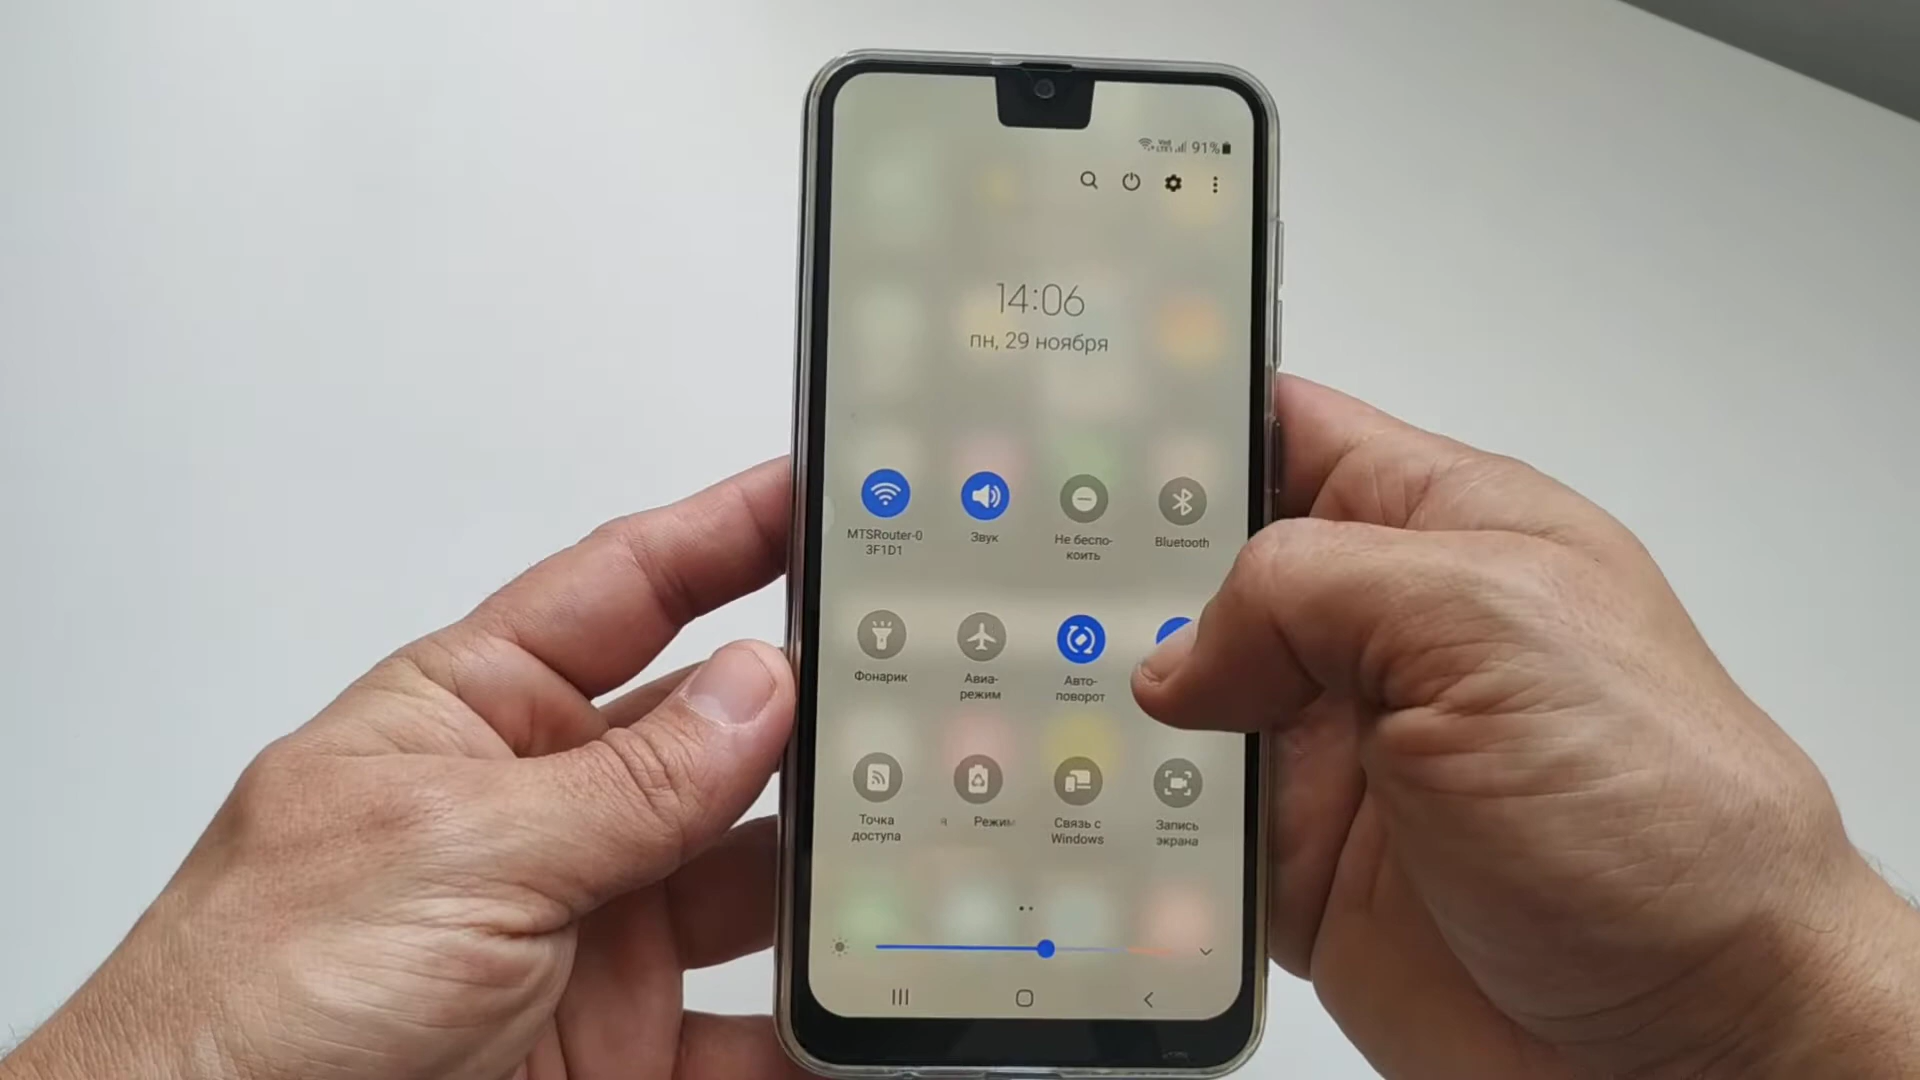 91%
14:06
пн, 29 ноября
MTSRouter-0
3F1D1
Звук
Не беспо-
коить
Bluetooth
Фонарик
Авиа-
режим
Авто-
поворот
Точка
доступа
я Режим
Связь с
Windows
Запись
экрана